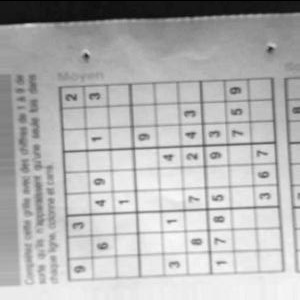 Complétez cette grille avec des chiffres de 1 à 9 de
sorte qu'ils n'apparaissent qu'une seule fois dans
chaque ligne, colonne et carré.
Moyen
9 3 2
6 4 9 1 3
1
9
3 1 4
8 7 2 4 3
1 7 8 5 9 3
7 5 9
3 6 7